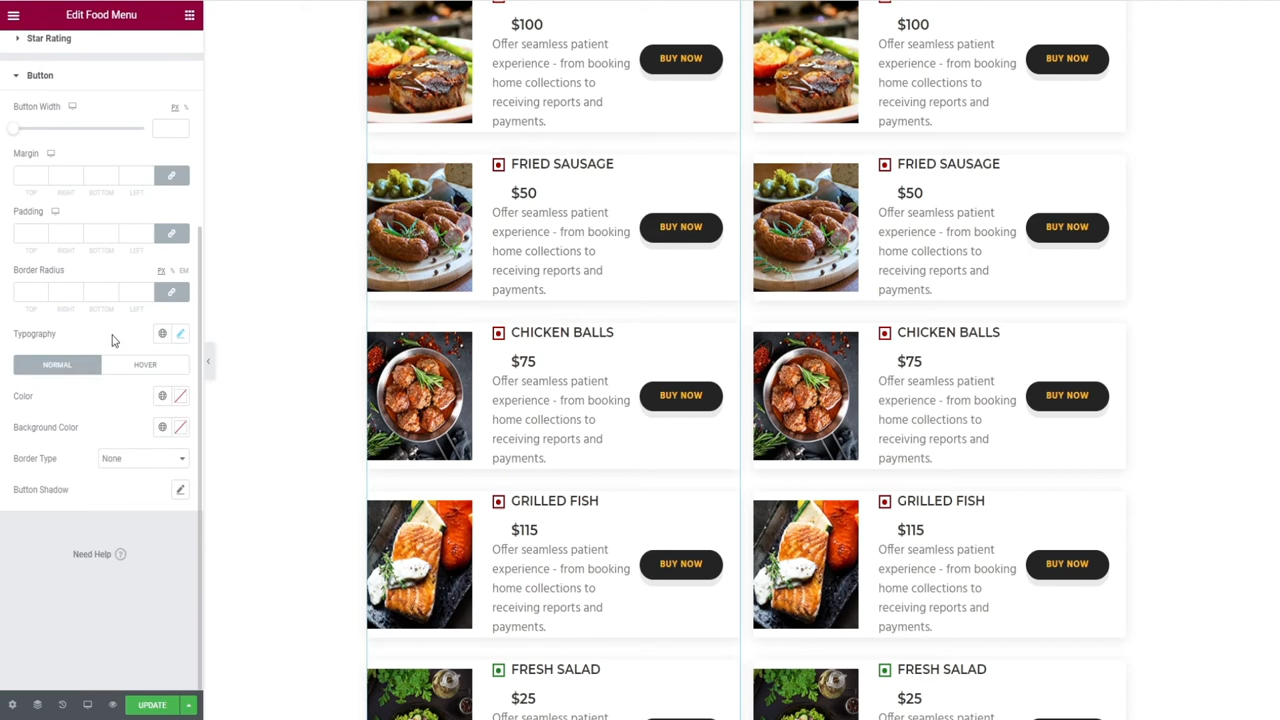 Edit Food Menu
Star Rating
Button
Button Width
PX %
Margin
TOP RIGHT BOTTOM LEFT
Padding
TOP RIGHT BOTTOM LEFT
Border Radius
PX % EM
TOP RIGHT BOTTOM LEFT
Typography
NORMAL HOVER
Color
Background Color
Border Type
None
Button Shadow
Need Help ?
UPDATE
$100
Offer seamless patient
experience - from booking
home collections to
receiving reports and
payments.
BUY NOW
FRIED SAUSAGE
$50
Offer seamless patient
experience - from booking
home collections to
receiving reports and
payments.
BUY NOW
CHICKEN BALLS
$75
Offer seamless patient
experience - from booking
home collections to
receiving reports and
payments.
BUY NOW
GRILLED FISH
$115
Offer seamless patient
experience - from booking
home collections to
receiving reports and
payments.
BUY NOW
FRESH SALAD
$25
Offer seamless patient
$100
Offer seamless patient
experience - from booking
home collections to
receiving reports and
payments.
BUY NOW
FRIED SAUSAGE
$50
Offer seamless patient
experience - from booking
home collections to
receiving reports and
payments.
BUY NOW
CHICKEN BALLS
$75
Offer seamless patient
experience - from booking
home collections to
receiving reports and
payments.
BUY NOW
GRILLED FISH
$115
Offer seamless patient
experience - from booking
home collections to
receiving reports and
payments.
BUY NOW
FRESH SALAD
$25
Offer seamless patient